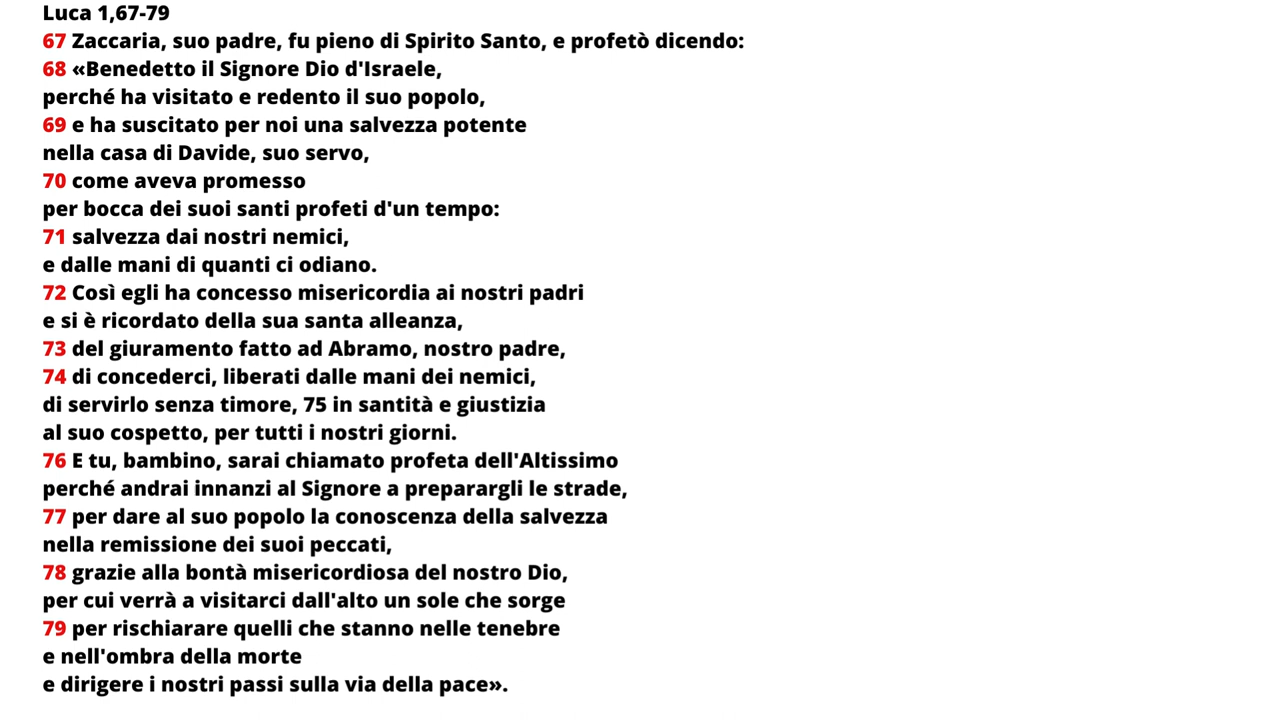 Luca 1,67-79
67 Zaccaria, suo padre, fu pieno di Spirito Santo, e profetò dicendo:
68 «Benedetto il Signore Dio d'Israele,
perché ha visitato e redento il suo popolo,
69 e ha suscitato per noi una salvezza potente
nella casa di Davide, suo servo,
70 come aveva promesso
per bocca dei suoi santi profeti d'un tempo:
71 salvezza dai nostri nemici,
e dalle mani di quanti ci odiano.
72 Così egli ha concesso misericordia ai nostri padri
e si è ricordato della sua santa alleanza,
73 del giuramento fatto ad Abramo, nostro padre,
74 di concederci, liberati dalle mani dei nemici,
di servirlo senza timore, 75 in santità e giustizia
al suo cospetto, per tutti i nostri giorni.
76 E tu, bambino, sarai chiamato profeta dell'Altissimo
perché andrai innanzi al Signore a preparargli le strade,
77 per dare al suo popolo la conoscenza della salvezza
nella remissione dei suoi peccati,
78 grazie alla bontà misericordiosa del nostro Dio,
per cui verrà a visitarci dall'alto un sole che sorge
79 per rischiarare quelli che stanno nelle tenebre
e nell'ombra della morte
e dirigere i nostri passi sulla via della pace».